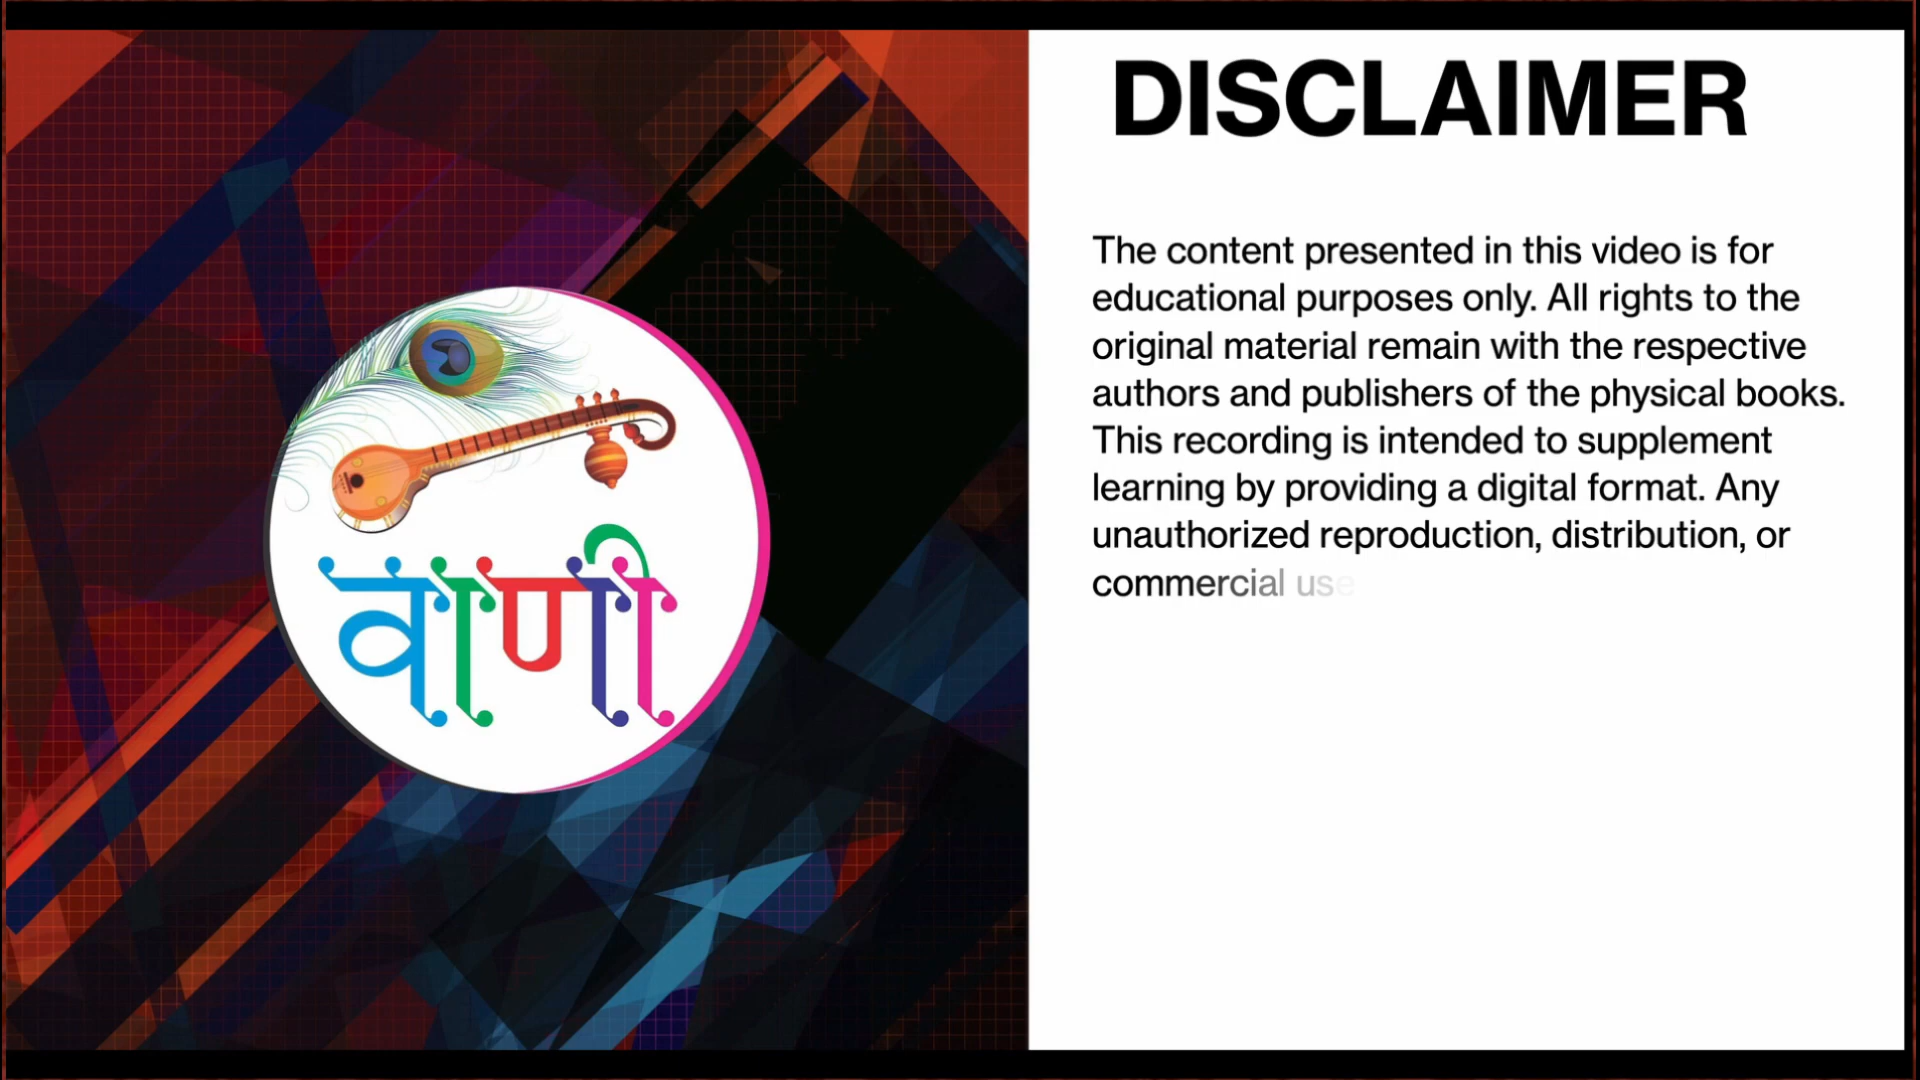 वाणी
DISCLAIMER
The content presented in this video is for
educational purposes only. All rights to the
original material remain with the respective
authors and publishers of the physical books.
This recording is intended to supplement
learning by providing a digital format. Any
unauthorized reproduction, distribution, or
commercial use